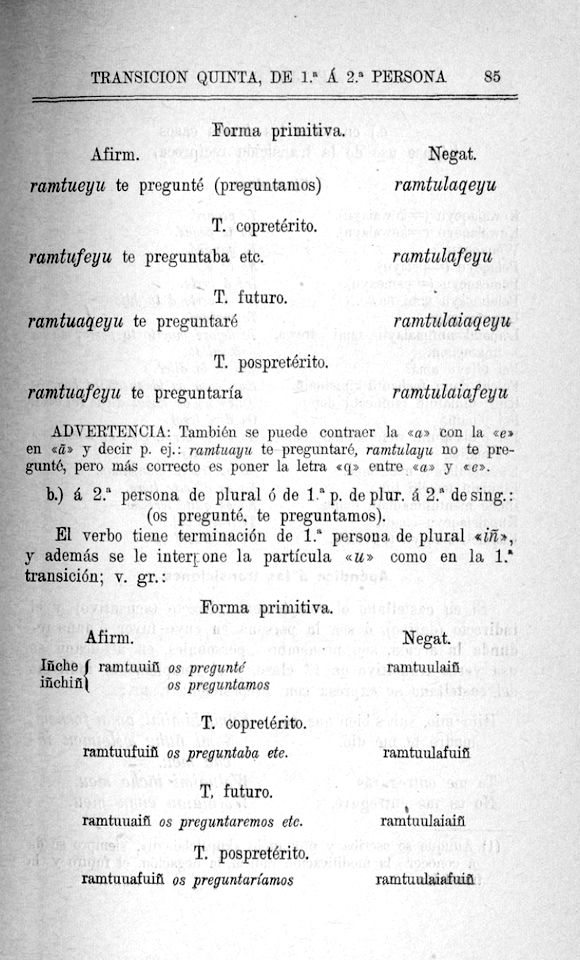 TRANSICION QUINTA, DE 1.ª Á 2.ª PERSONA 85
Forma primitiva.
Afirm. Negat.
ramtueyu te pregunté (preguntamos) ramtulaqeyu
T. copretérito.
ramtufeyu te preguntaba etc. ramtulafeyu
T. futuro.
ramtuaqeyu te preguntaré ramtulaiaqeyu
T. pospretérito.
ramtuafeyu te preguntaría ramtulaiafeyu
ADVERTENCIA: También se puede contraer la «a» con la «e»
en «ā» y decir p. ej.: ramtuayu te preguntaré, ramtulayu no te pre-
gunté, pero más correcto es poner la letra «q» entre «a» y «e».
b.) á 2.ª persona de plural ó de 1.ª p. de plur. á 2.ª de sing.:
(os pregunté, te preguntamos).
El verbo tiene terminación de 1.ª persona de plural «iñ»,
y además se le interpone la partícula «u» como en la 1.ª
transición; v. gr.:
Forma primitiva.
Afirm. Negat.
Iñche { ramtuuiñ os pregunté ramtuulaiñ
iñchiñ { os preguntamos
T. copretérito.
ramtuufuiñ os preguntaba etc. ramtuulafuiñ
T. futuro.
ramtuuaiñ os preguntaremos etc. ramtuulaiaiñ
T. pospretérito.
ramtuuafuiñ os preguntaríamos ramtuulaiafuiñ